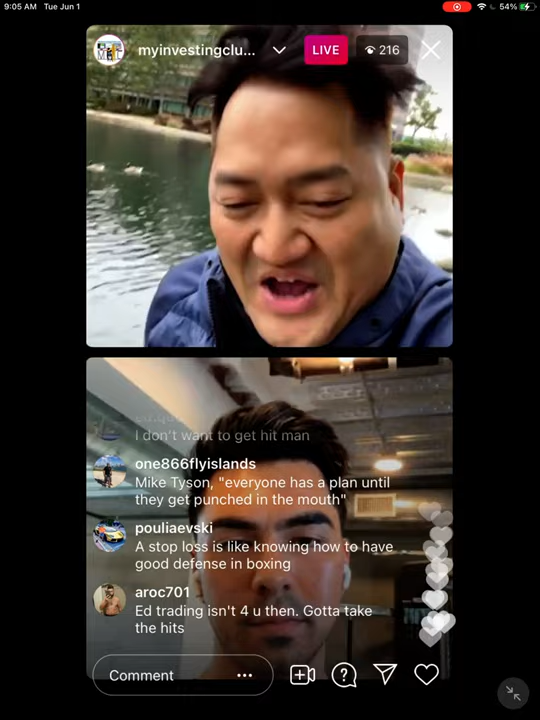 9:05 AM Tue Jun 1
54%
myinvestingclu...
LIVE
216
I don't want to get hit man
one866flyislands
Mike Tyson, "everyone has a plan until
they get punched in the mouth"
pouliaevski
A stop loss is like knowing how to have
good defense in boxing
aroc701
Ed trading isn't 4 u then. Gotta take
the hits
Comment